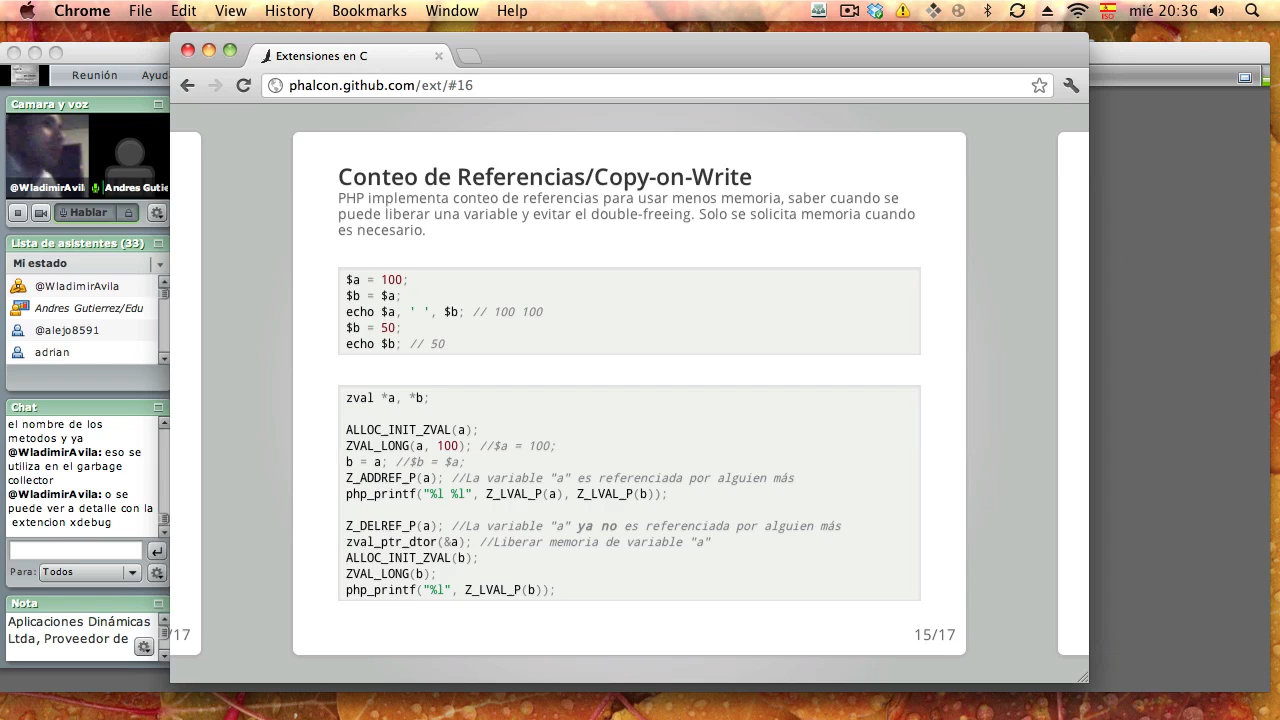 Chrome File Edit View History Bookmarks Window Help ISO mié 20:36
Extensiones en C
phalcon.github.com/ext/#16
Reunión Ayud
Camara y voz
@WladimirAvil Andres Gutie
Hablar
Lista de asistentes (33)
Mi estado
@WladimirAvila
Andres Gutierrez/Edu
@alejo8591
adrian
Chat
el nombre de los
metodos y ya
@WladimirAvila: eso se
utiliza en el garbage
collector
@WladimirAvila: o se
puede ver a detalle con la
extencion xdebug
Para: Todos
Nota
Aplicaciones Dinámicas
Ltda, Proveedor de
/17
Conteo de Referencias/Copy-on-Write
PHP implementa conteo de referencias para usar menos memoria, saber cuando se
puede liberar una variable y evitar el double-freeing. Solo se solicita memoria cuando
es necesario.
$a = 100;
$b = $a;
echo $a, ' ', $b; // 100 100
$b = 50;
echo $b; // 50
zval *a, *b;
ALLOC_INIT_ZVAL(a);
ZVAL_LONG(a, 100); //$a = 100;
b = a; //$b = $a;
Z_ADDREF_P(a); //La variable "a" es referenciada por alguien más
php_printf("%l %l", Z_LVAL_P(a), Z_LVAL_P(b));
Z_DELREF_P(a); //La variable "a" ya no es referenciada por alguien más
zval_ptr_dtor(&a); //Liberar memoria de variable "a"
ALLOC_INIT_ZVAL(b);
ZVAL_LONG(b);
php_printf("%l", Z_LVAL_P(b));
15/17